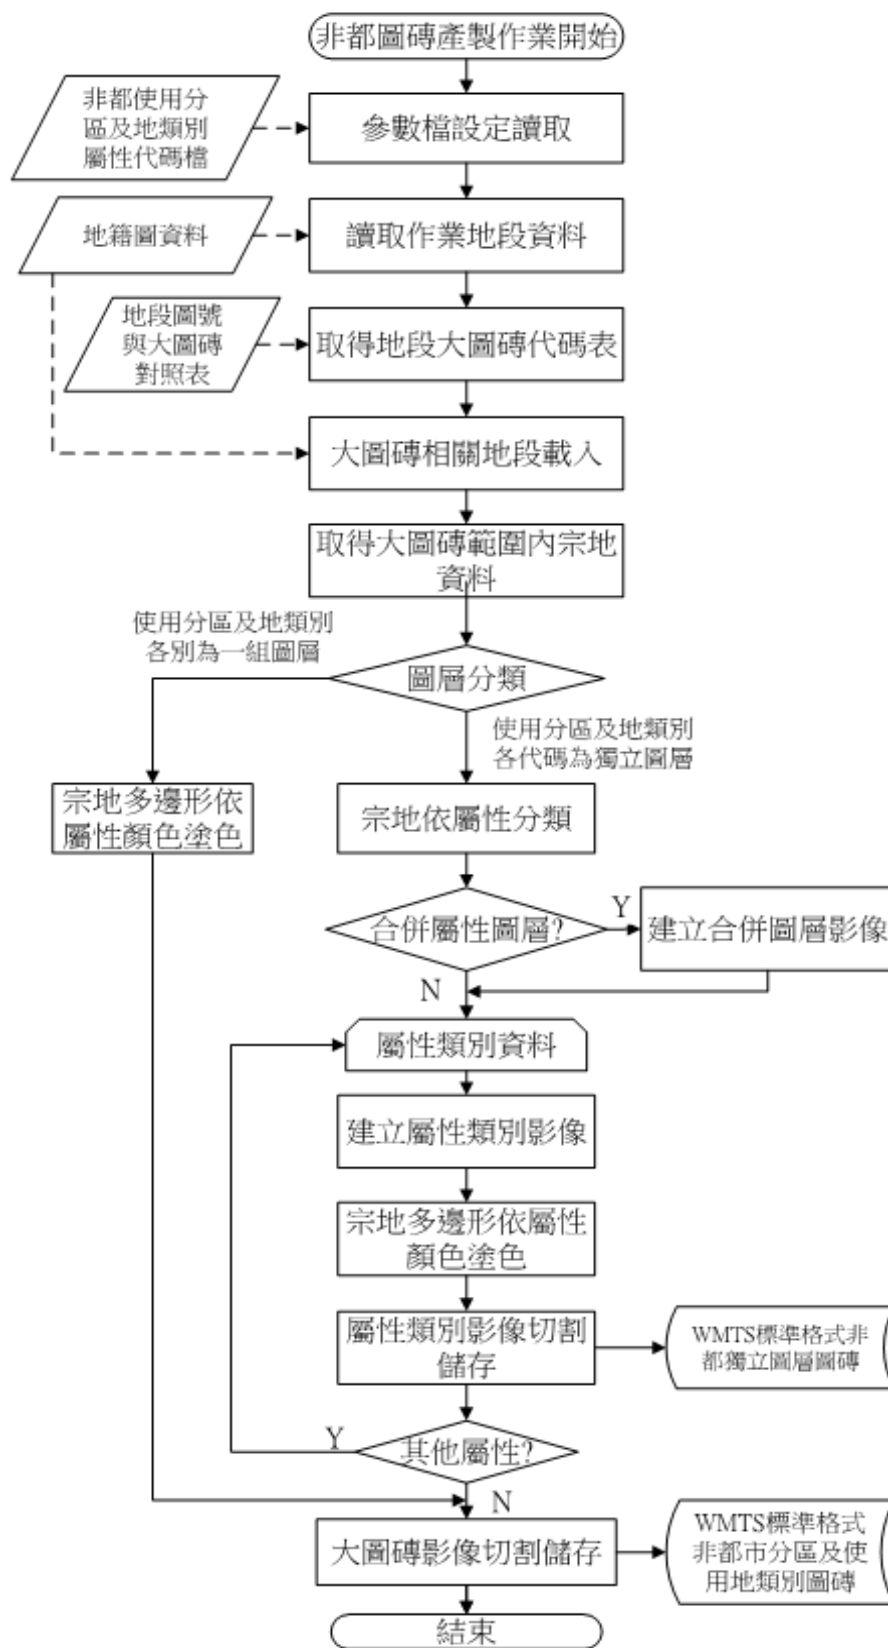 非都圖磚產製作業開始
非都使用分
區及地類別
屬性代碼檔
參數檔設定讀取
地籍圖資料
讀取作業地段資料
地段圖號
與大圖磚
對照表
取得地段大圖磚代碼表
大圖磚相關地段載入
取得大圖磚範圍內宗地
資料
使用分區及地類別
各別為一組圖層
圖層分類
使用分區及地類別
各代碼為獨立圖層
宗地多邊形依
屬性顏色塗色
宗地依屬性分類
合併屬性圖層?
Y
建立合併圖層影像
N
屬性類別資料
建立屬性類別影像
宗地多邊形依屬性
顏色塗色
屬性類別影像切割
儲存
WMTS標準格式非
都獨立圖層圖磚
Y
其他屬性?
N
大圖磚影像切割儲存
WMTS標準格式
非都市分區及使
用地類別圖磚
結束